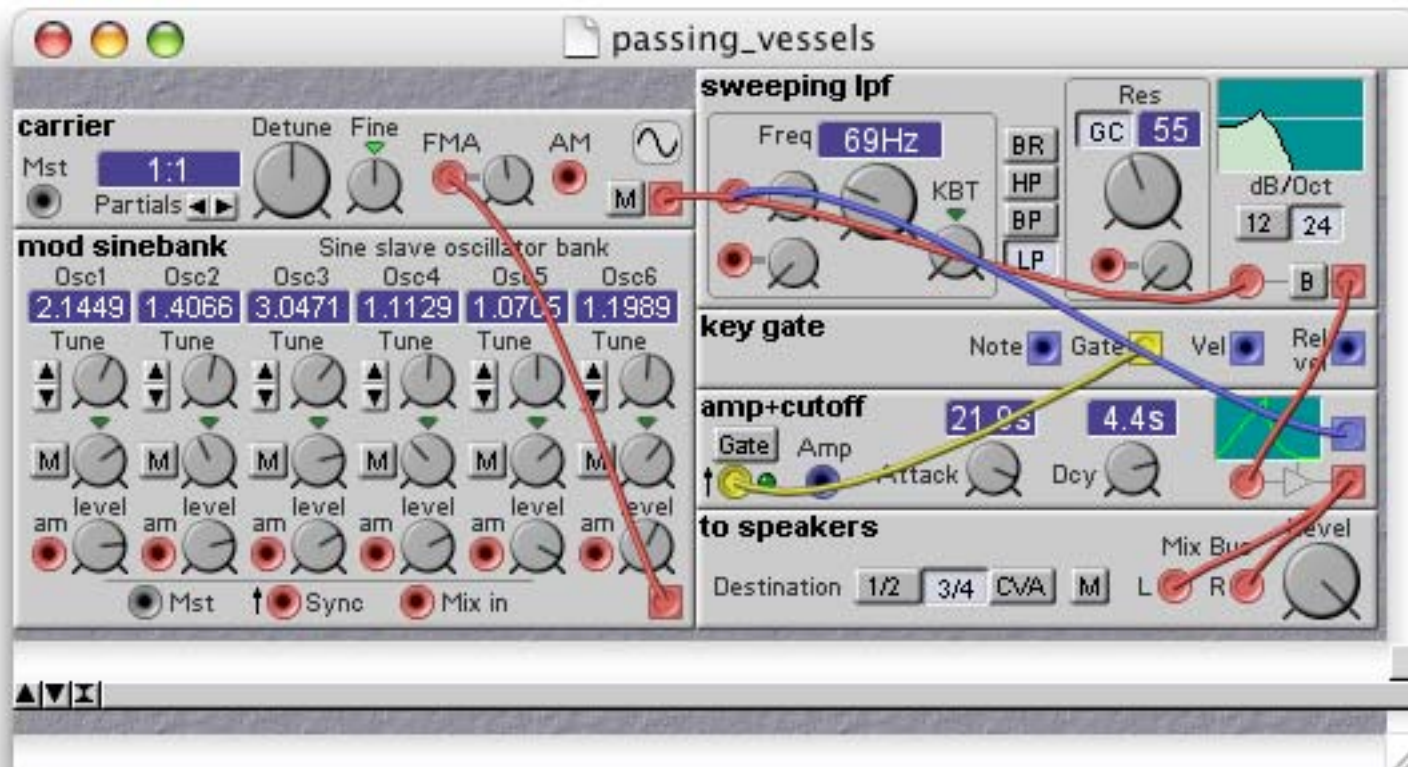 passing_vessels
carrier
Detune Fine FMA AM
Mst 1:1
Partials
M
mod sinebank Sine slave oscillator bank
Osc1 Osc2 Osc3 Osc4 Osc5 Osc6
2.1449 1.4066 3.0471 1.1129 1.0705 1.1989
Tune Tune Tune Tune Tune Tune
M M M M M M
level level level level level level
am am am am am am
Mst Sync Mix in
sweeping lpf
Freq 69Hz
KBT
BR
HP
BP
LP
Res
GC 55
dB/Oct
12 24
B
key gate
Note Gate Vel Rel vel
amp+cutoff
21.9s 4.4s
Gate Amp
Attack Dcy
to speakers
Mix Bus Level
Destination 1/2 3/4 CVA M L R